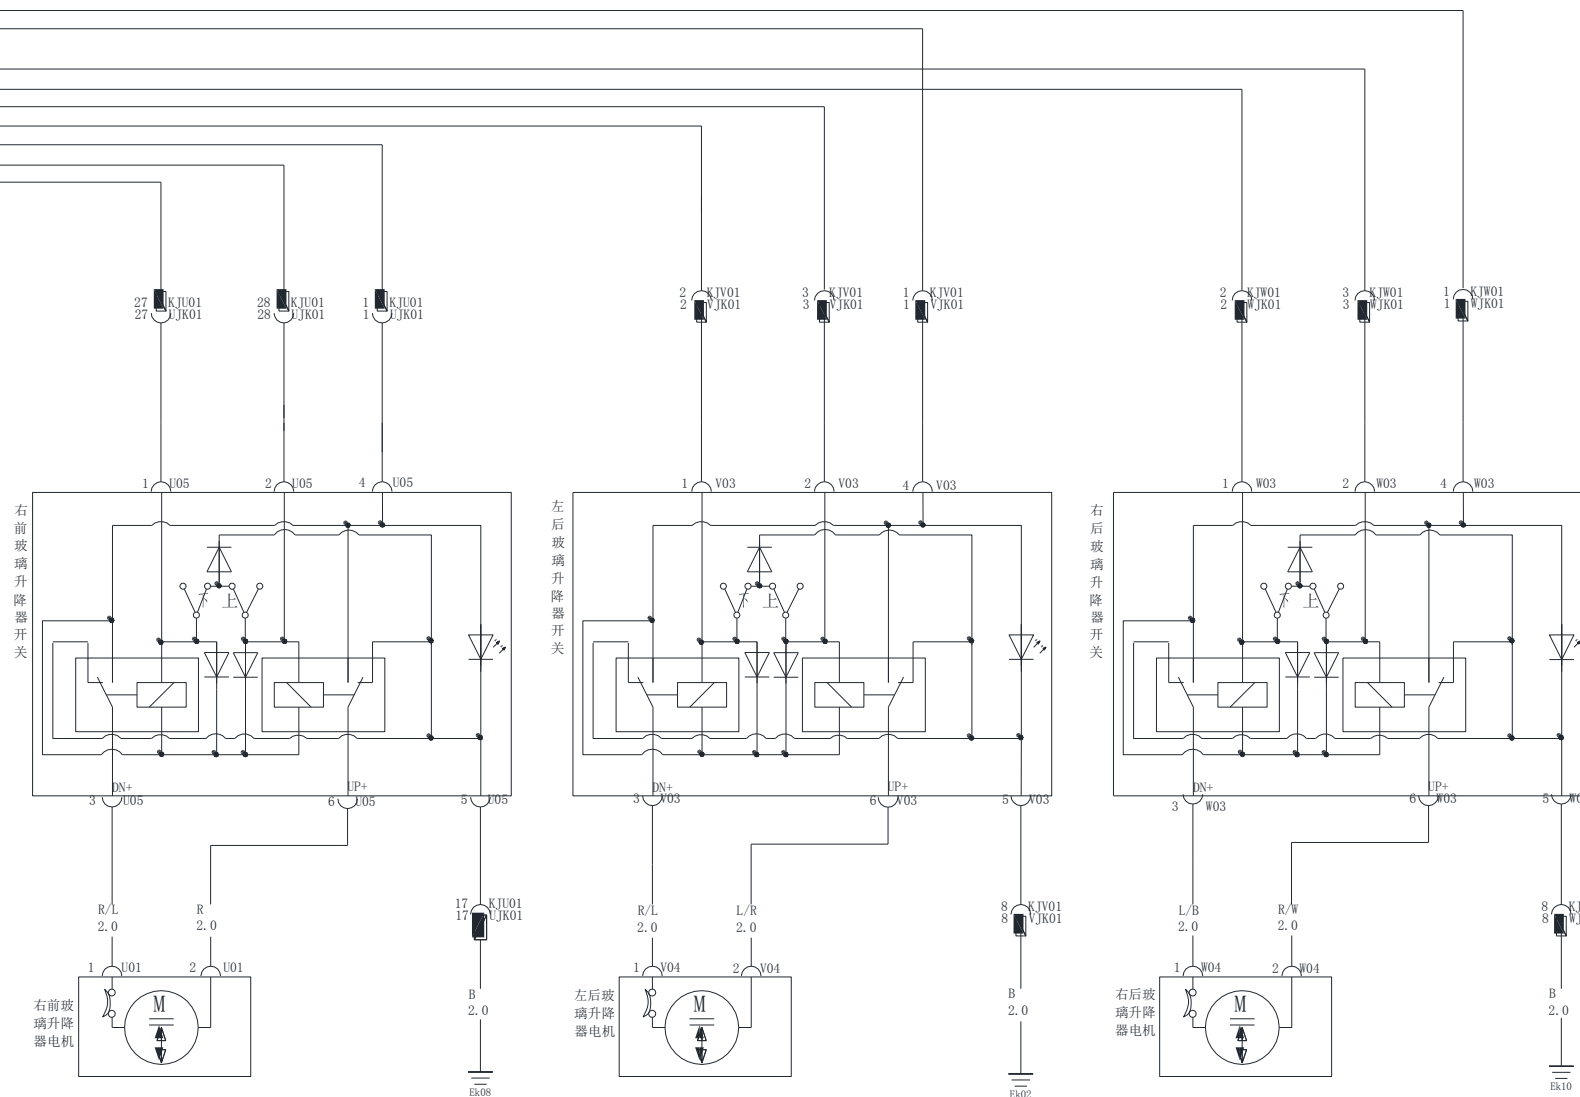 27 KJU01
27 UJK01
28 KJU01
28 UJK01
1 KJU01
1 UJK01
2 KJV01
2 VJK01
3 KJV01
3 VJK01
1 KJV01
1 VJK01
2 KJW01
2 WJK01
3 KJW01
3 WJK01
1 KJW01
1 WJK01
1 U05
2 U05
4 U05
1 V03
2 V03
4 V03
1 W03
2 W03
4 W03
右前玻璃升降器开关
下 上
左后玻璃升降器开关
下 上
右后玻璃升降器开关
下 上
DN+
3 U05
UP+
6 U05
5 U05
DN+
3 V03
UP+
6 V03
5 V03
DN+
3 W03
UP+
6 W03
5
R/L
2.0
R
2.0
17 KJU01
17 UJK01
R/L
2.0
L/R
2.0
8 KJV01
8 VJK01
L/B
2.0
R/W
2.0
8 KJ
8 WJ
1 U01
2 U01
1 V04
2 V04
1 W04
2 W04
右前玻
璃升降
器电机
M
B
2.0
左后玻
璃升降
器电机
M
B
2.0
右后玻
璃升降
器电机
M
B
2.0
Ek08
Ek02
Ek10